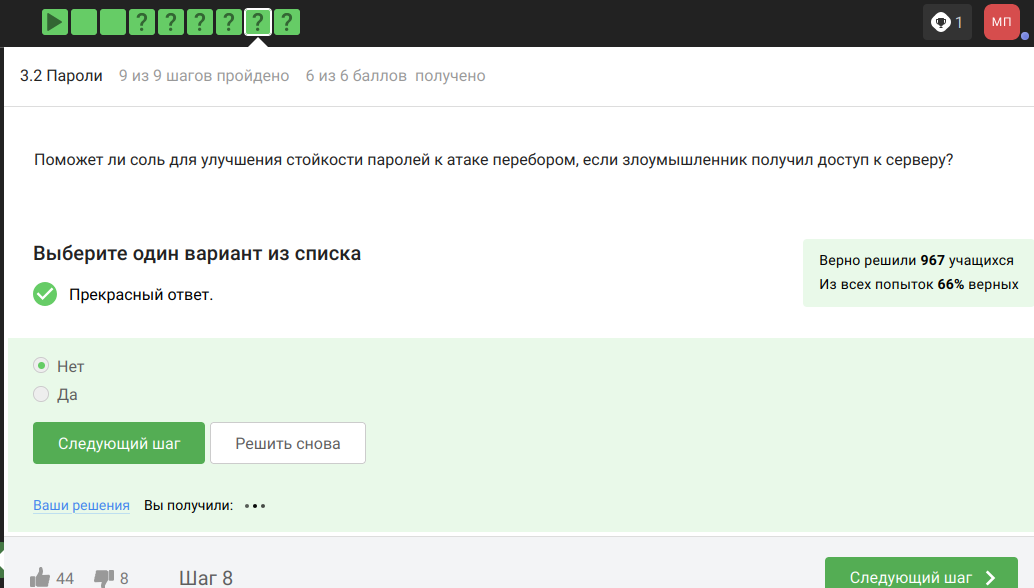 ? ? ? ? ? ?
1
МП
3.2 Пароли 9 из 9 шагов пройдено 6 из 6 баллов получено
Поможет ли соль для улучшения стойкости паролей к атаке перебором, если злоумышленник получил доступ к серверу?
Выберите один вариант из списка
Прекрасный ответ.
Верно решили 967 учащихся
Из всех попыток 66% верных
Нет
Да
Следующий шаг
Решить снова
Ваши решения Вы получили: •••
44 8 Шаг 8
Следующий шаг